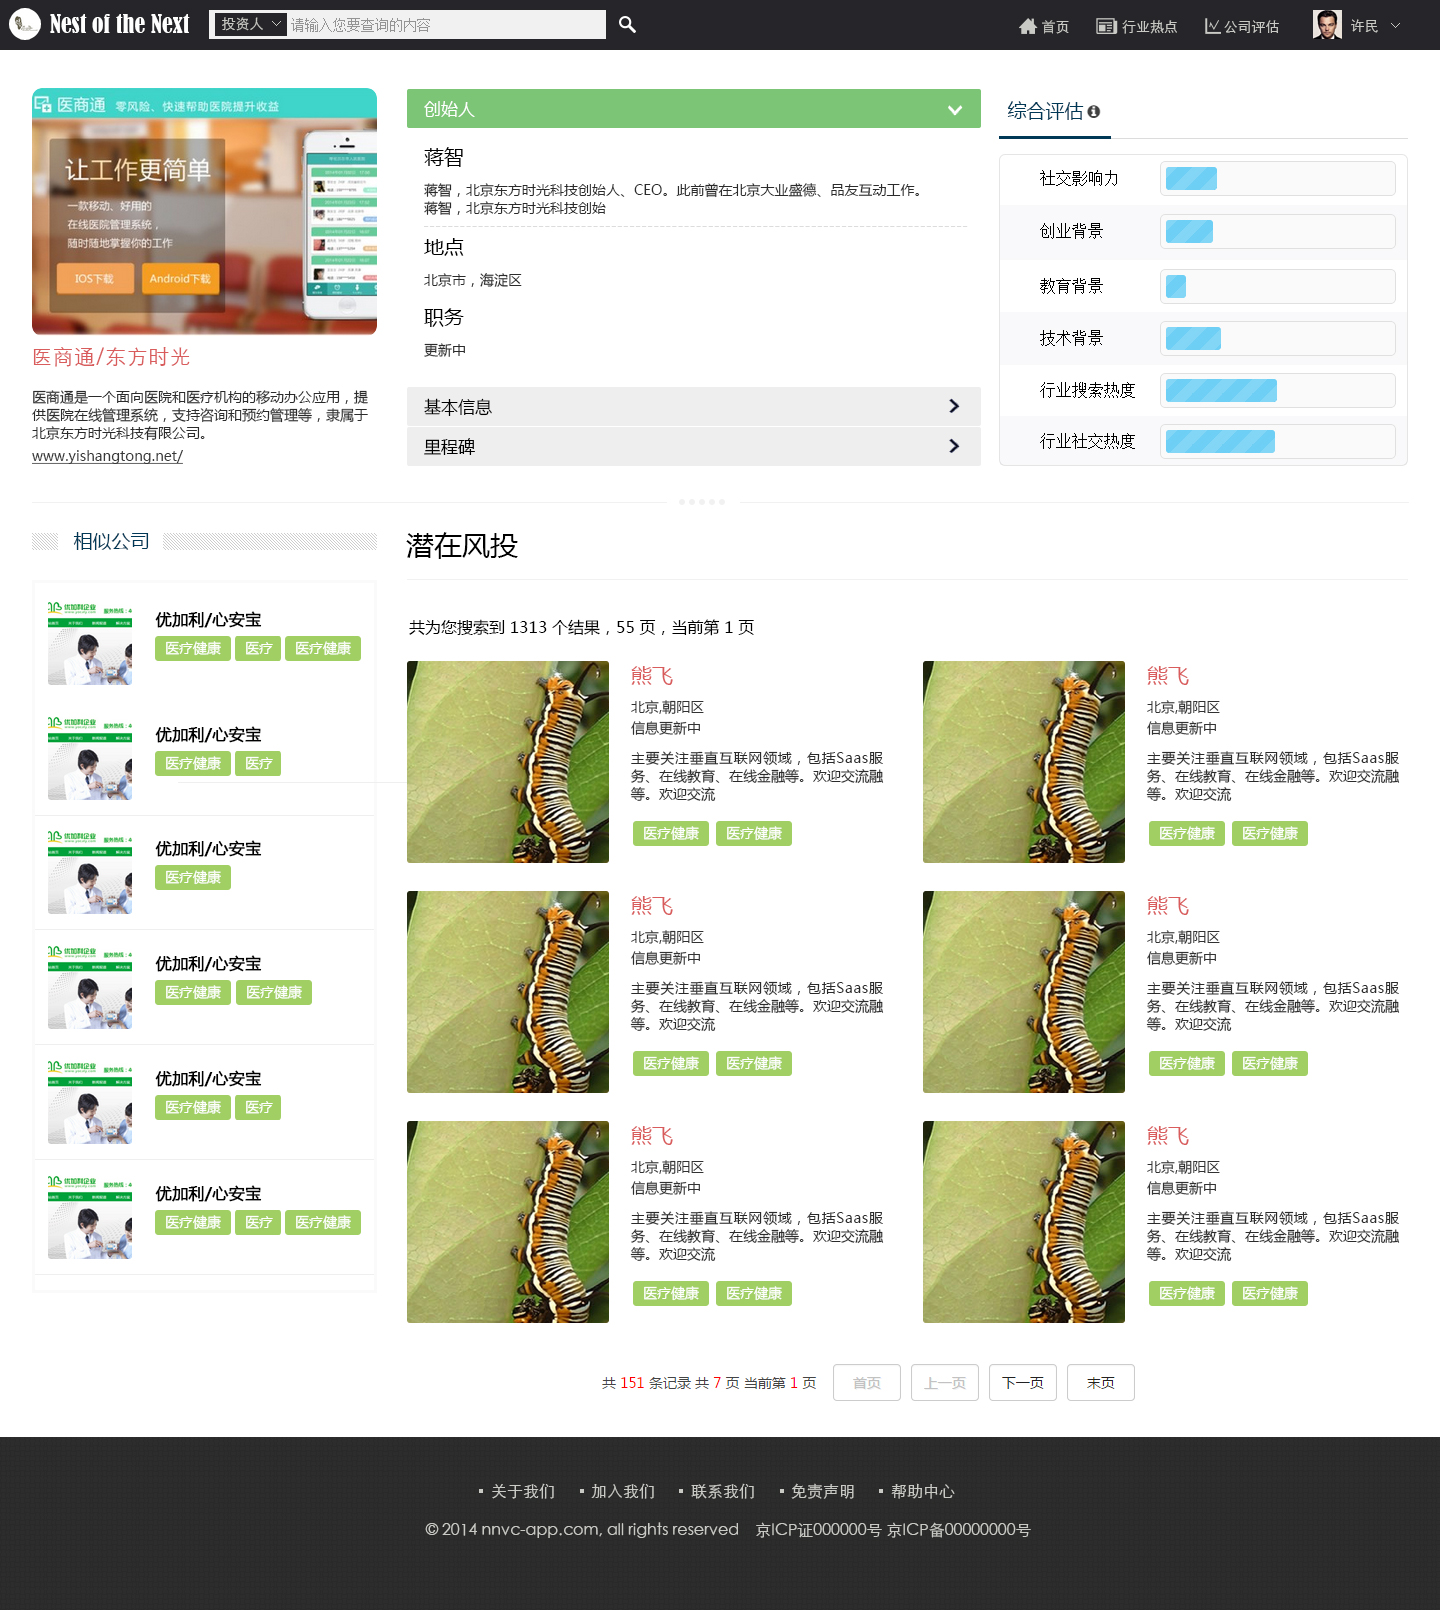 Nest of the Next
投资人
请输入您要查询的内容
首页
行业热点
公司评估
许民
医商通 零风险、快速帮助医院提升收益
让工作更简单
一款移动、好用的
在线医院管理系统，
随时随地掌握你的工作
IOS下载
Android下载
医商通/东方时光
医商通是一个面向医院和医疗机构的移动办公应用，提
供医院在线管理系统，支持咨询和预约管理等，隶属于
北京东方时光科技有限公司。
www.yishangtong.net/
创始人
蒋智
蒋智，北京东方时光科技创始人、CEO。此前曾在北京大业盛德、品友互动工作。
蒋智，北京东方时光科技创始
地点
北京市，海淀区
职务
更新中
基本信息
里程碑
综合评估
社交影响力
创业背景
教育背景
技术背景
行业搜索热度
行业社交热度
相似公司
优加利/心安宝
医疗健康 医疗 医疗健康
优加利/心安宝
医疗健康 医疗
优加利/心安宝
医疗健康
优加利/心安宝
医疗健康 医疗健康
优加利/心安宝
医疗健康 医疗
优加利/心安宝
医疗健康 医疗 医疗健康
潜在风投
共为您搜索到 1313 个结果，55 页，当前第 1 页
熊飞
北京,朝阳区
信息更新中
主要关注垂直互联网领域，包括Saas服
务、在线教育、在线金融等。欢迎交流融
等。欢迎交流
医疗健康 医疗健康
熊飞
北京,朝阳区
信息更新中
主要关注垂直互联网领域，包括Saas服
务、在线教育、在线金融等。欢迎交流融
等。欢迎交流
医疗健康 医疗健康
熊飞
北京,朝阳区
信息更新中
主要关注垂直互联网领域，包括Saas服
务、在线教育、在线金融等。欢迎交流融
等。欢迎交流
医疗健康 医疗健康
熊飞
北京,朝阳区
信息更新中
主要关注垂直互联网领域，包括Saas服
务、在线教育、在线金融等。欢迎交流融
等。欢迎交流
医疗健康 医疗健康
熊飞
北京,朝阳区
信息更新中
主要关注垂直互联网领域，包括Saas服
务、在线教育、在线金融等。欢迎交流融
等。欢迎交流
医疗健康 医疗健康
熊飞
北京,朝阳区
信息更新中
主要关注垂直互联网领域，包括Saas服
务、在线教育、在线金融等。欢迎交流融
等。欢迎交流
医疗健康 医疗健康
共 151 条记录 共 7 页 当前第 1 页
首页
上一页
下一页
末页
关于我们
加入我们
联系我们
免责声明
帮助中心
© 2014 nnvc-app.com, all rights reserved 京ICP证000000号 京ICP备00000000号